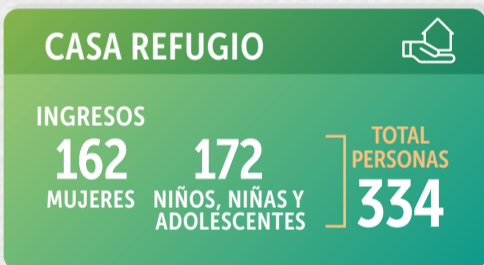 CASA REFUGIO
INGRESOS
162
MUJERES
172
NIÑOS, NIÑAS Y
ADOLESCENTES
TOTAL
PERSONAS
334